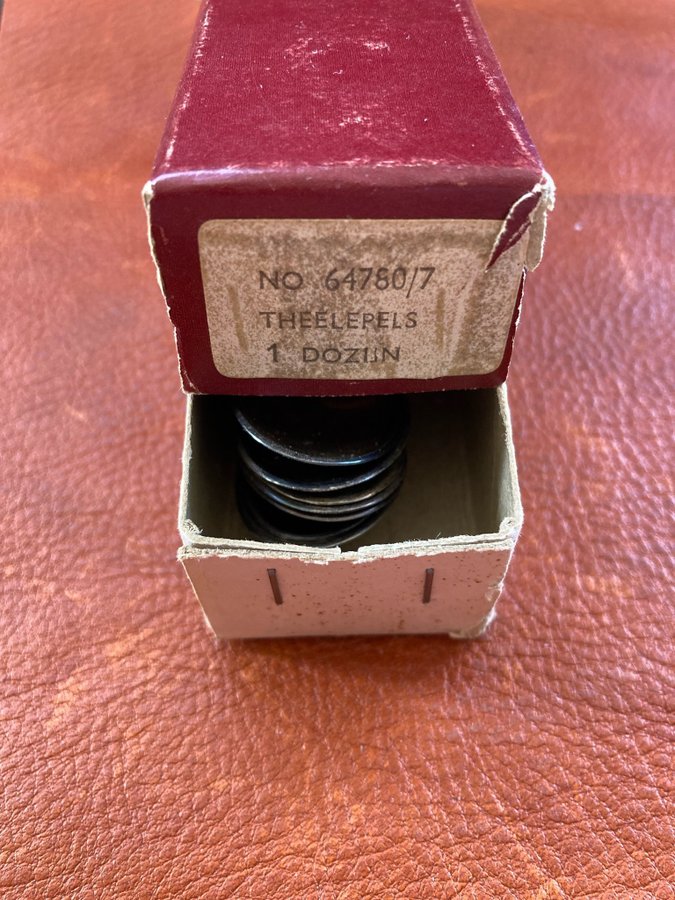 NO 64780/7
THEELEPELS
1 DOZIJN